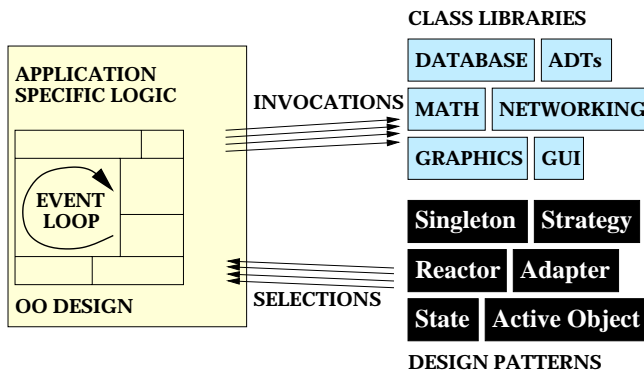 CLASS LIBRARIES
APPLICATION
SPECIFIC LOGIC
INVOCATIONS
DATABASE
ADTs
MATH
NETWORKING
GRAPHICS
GUI
EVENT
LOOP
Singleton
Strategy
Reactor
Adapter
State
Active Object
OO DESIGN
SELECTIONS
DESIGN PATTERNS